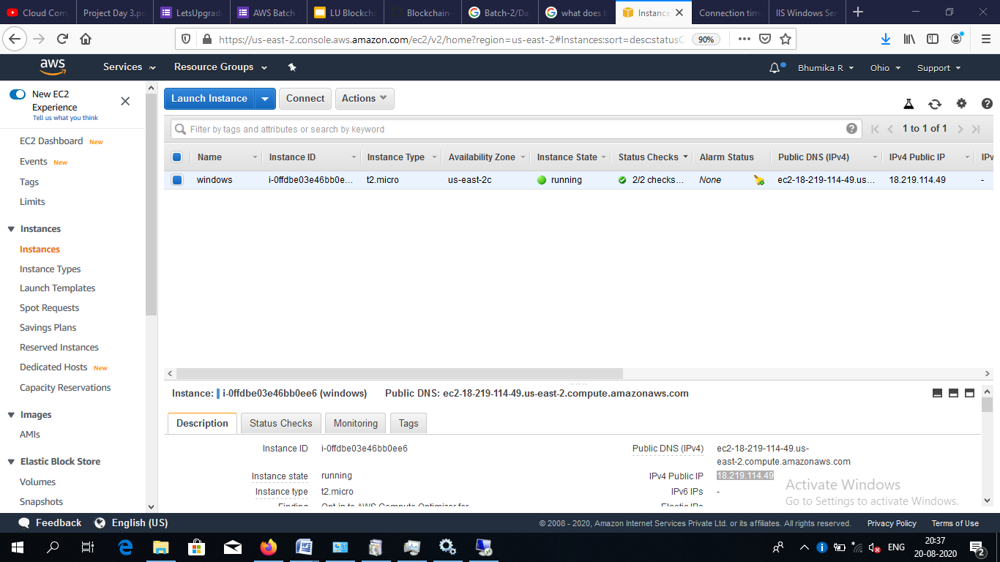 Cloud Com
Project Day 3.pd
LetsUpgrad
AWS Batch
LU Blockch
Blockchain-
Batch-2/Da
what does b
Instance
Connection tim
IIS Windows Ser
https://us-east-2.console.aws.amazon.com/ec2/v2/home?region=us-east-2#Instances:sort=desc:statusC
90%
aws
Services
Resource Groups
Bhumika R
Ohio
Support
New EC2
Experience
Tell us what you think
EC2 Dashboard New
Events New
Tags
Limits
Instances
Instances
Instance Types
Launch Templates
Spot Requests
Savings Plans
Reserved Instances
Dedicated Hosts New
Capacity Reservations
Images
AMIs
Elastic Block Store
Volumes
Snapshots
Launch Instance
Connect
Actions
Filter by tags and attributes or search by keyword
1 to 1 of 1
Name Instance ID Instance Type Availability Zone Instance State Status Checks Alarm Status Public DNS (IPv4) IPv4 Public IP IPv
windows i-0ffdbe03e46bb0e... t2.micro us-east-2c running 2/2 checks... None ec2-18-219-114-49.us... 18.219.114.49 -
Instance: i-0ffdbe03e46bb0ee6 (windows) Public DNS: ec2-18-219-114-49.us-east-2.compute.amazonaws.com
Description
Status Checks
Monitoring
Tags
Instance ID i-0ffdbe03e46bb0ee6
Instance state running
Instance type t2.micro
Finding Opt-in to AWS Compute Optimizer for
Public DNS (IPv4) ec2-18-219-114-49.us-
east-2.compute.amazonaws.com
IPv4 Public IP 18.219.114.49
IPv6 IPs -
Elastic IPs
Activate Windows
Go to Settings to activate Windows.
Feedback
English (US)
© 2008 - 2020, Amazon Internet Services Private Ltd. or its affiliates. All rights reserved.
Privacy Policy
Terms of Use
ENG
20:37
20-08-2020
2